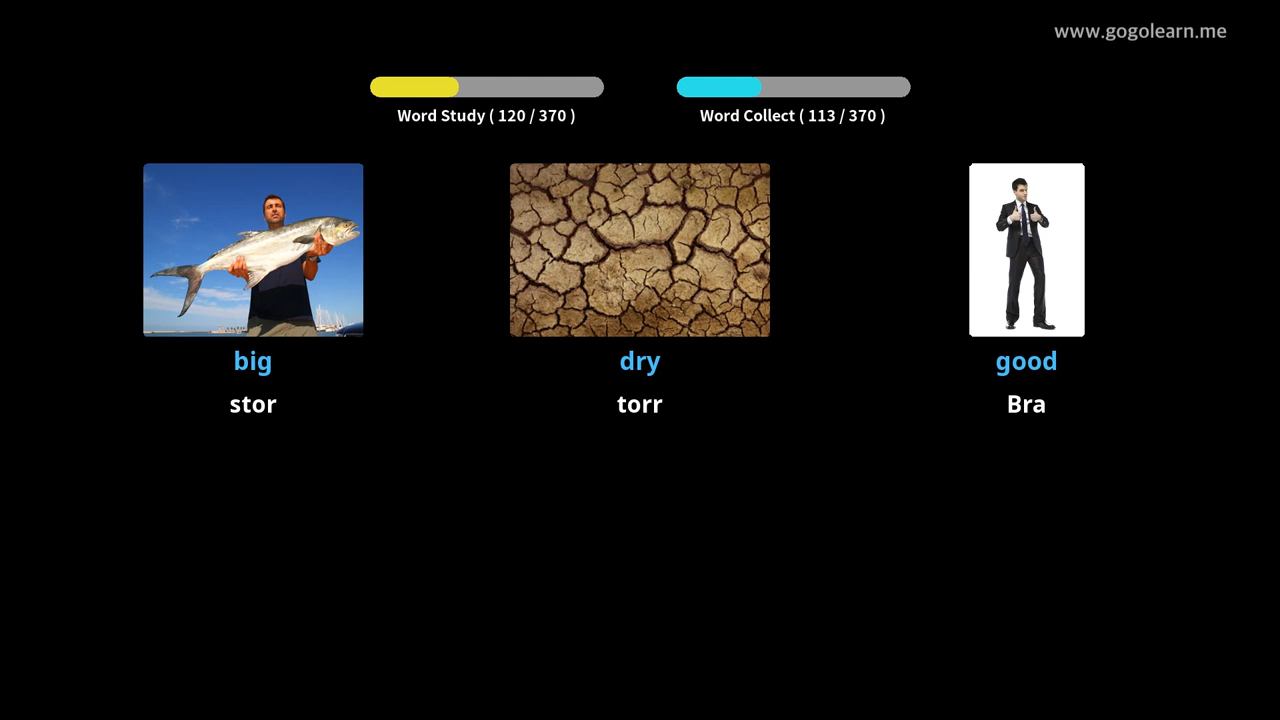 www.gogolearn.me
Word Study ( 120 / 370 )
Word Collect ( 113 / 370 )
big
dry
good
stor
torr
Bra